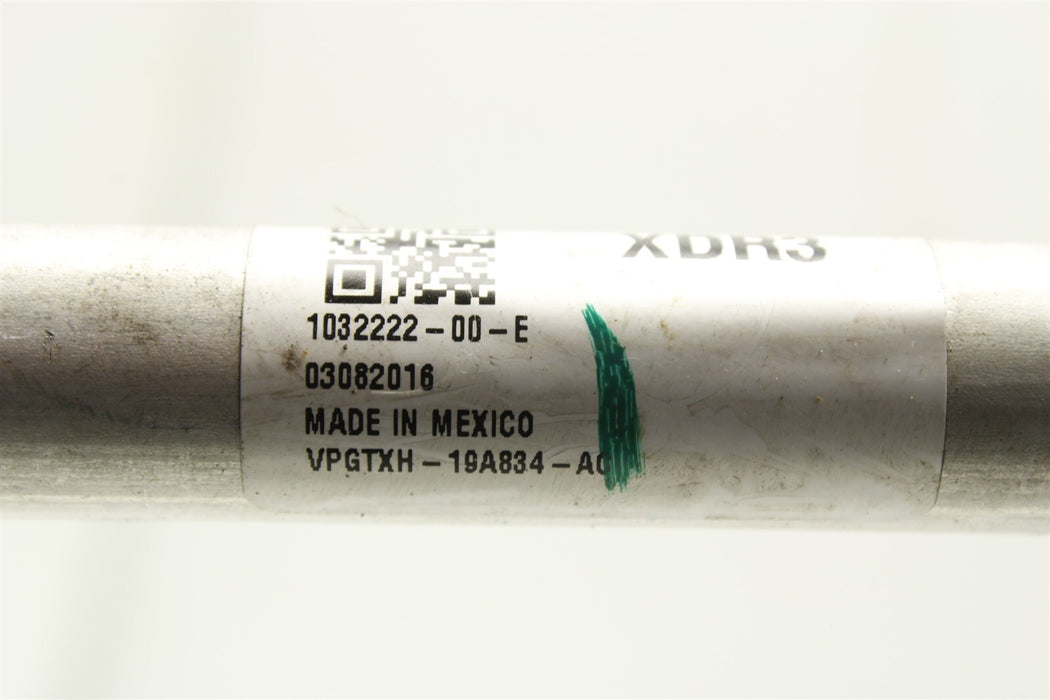 XDR3
1032222-00-E
03082016
MADE IN MEXICO
VPGTXH-19A834-AC